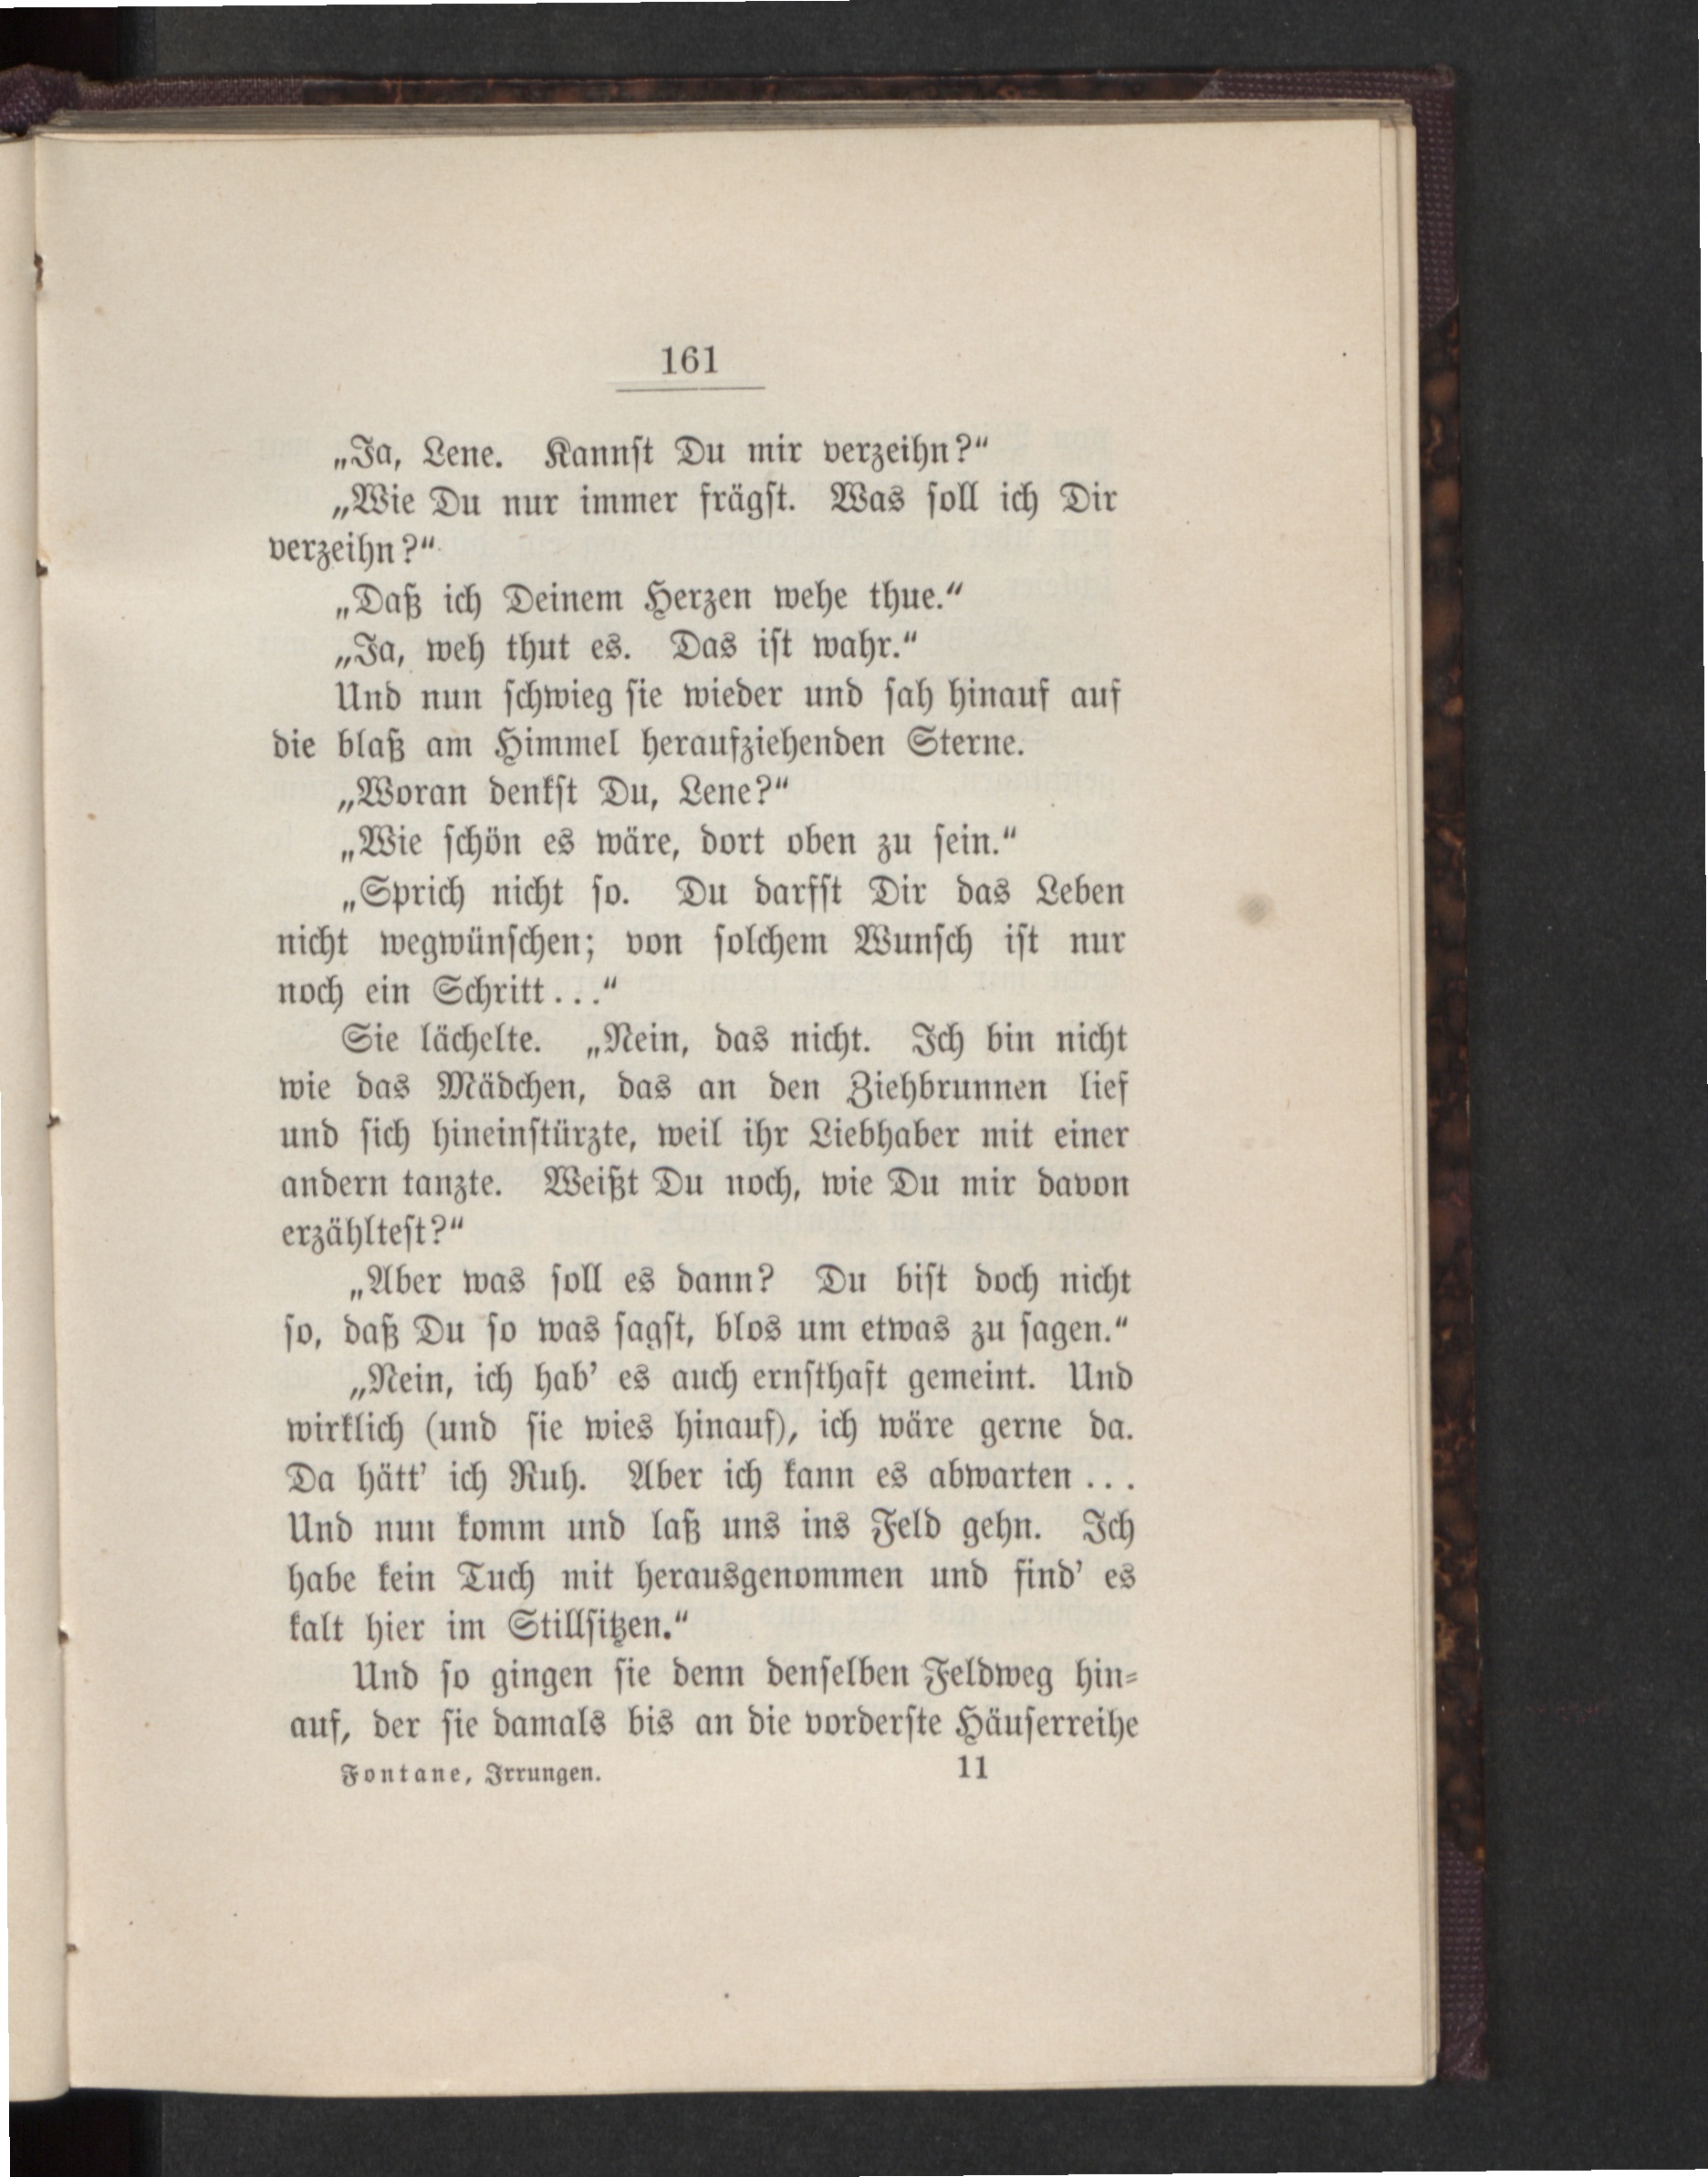 161
„Ja, Lene. Kannst Du mir verzeihn?“
„Wie Du nur immer frägst. Was soll ich Dir
verzeihn?“
„Daß ich Deinem Herzen wehe thue.“
„Ja, weh thut es. Das ist wahr.“
Und nun schwieg sie wieder und sah hinauf auf
die blaß am Himmel heraufziehenden Sterne.
„Woran denkst Du, Lene?“
„Wie schön es wäre, dort oben zu sein.“
„Sprich nicht so. Du darfst Dir das Leben
nicht wegwünschen; von solchem Wunsch ist nur
noch ein Schritt...“
Sie lächelte. „Nein, das nicht. Ich bin nicht
wie das Mädchen, das an den Ziehbrunnen lief
und sich hineinstürzte, weil ihr Liebhaber mit einer
andern tanzte. Weißt Du noch, wie Du mir davon
erzähltest?“
„Aber was soll es dann? Du bist doch nicht
so, daß Du so was sagst, blos um etwas zu sagen.“
„Nein, ich hab’ es auch ernsthaft gemeint. Und
wirklich (und sie wies hinauf), ich wäre gerne da.
Da hätt’ ich Ruh. Aber ich kann es abwarten...
Und nun komm und laß uns ins Feld gehn. Ich
habe kein Tuch mit herausgenommen und find’ es
kalt hier im Stillsitzen.“
Und so gingen sie denn denselben Feldweg hin-
auf, der sie damals bis an die vorderste Häuserreihe
Fontane, Irrungen. 11